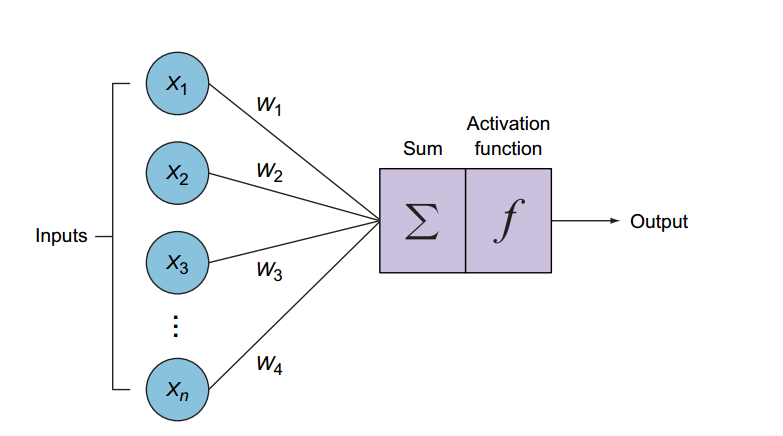 X1
W1
Activation
Sum function
X2
W2
Σ f
Inputs
Output
X3
W3
⋮
W4
Xn